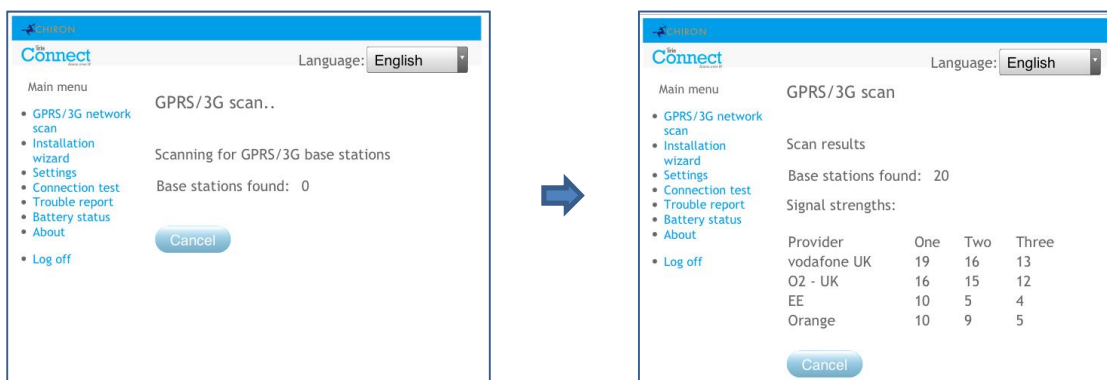 CHIRON
iris
Connect
Language: English
Main menu
GPRS/3G scan..
• GPRS/3G network
scan
• Installation
wizard
• Settings
• Connection test
• Trouble report
• Battery status
• About
• Log off
Scanning for GPRS/3G base stations
Base stations found: 0
Cancel
CHIRON
iris
Connect
Language: English
Main menu
GPRS/3G scan
• GPRS/3G network
scan
• Installation
wizard
• Settings
• Connection test
• Trouble report
• Battery status
• About
• Log off
Scan results
Base stations found: 20
Signal strengths:
Provider One Two Three
vodafone UK 19 16 13
O2 - UK 16 15 12
EE 10 5 4
Orange 10 9 5
Cancel